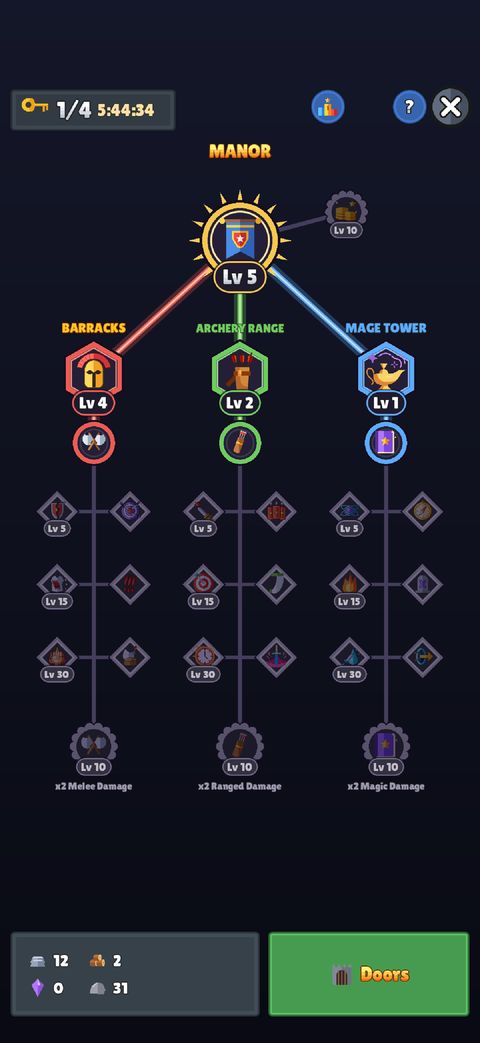 1/4 5:44:34
?
MANOR
Lv 10
Lv 5
BARRACKS ARCHERY RANGE MAGE TOWER
Lv 4 Lv 2 Lv 1
Lv 5 Lv 5 Lv 5
Lv 15 Lv 15 Lv 15
Lv 30 Lv 30 Lv 30
Lv 10 Lv 10 Lv 10
x2 Melee Damage x2 Ranged Damage x2 Magic Damage
12 2
0 31
Doors